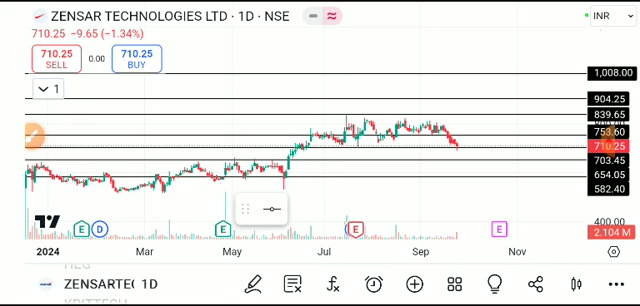 ZENSAR TECHNOLOGIES LTD · 1D · NSE
INR
710.25 −9.65 (−1.34%)
710.25 0.00 710.25
SELL BUY
1
1,008.00
904.25
839.65
758.60
710.25
703.45
654.05
582.40
400.00
2.104 M
E D E E E
2024 Mar May Jul Sep Nov
ZENSARTEC 1D
KRITTECH